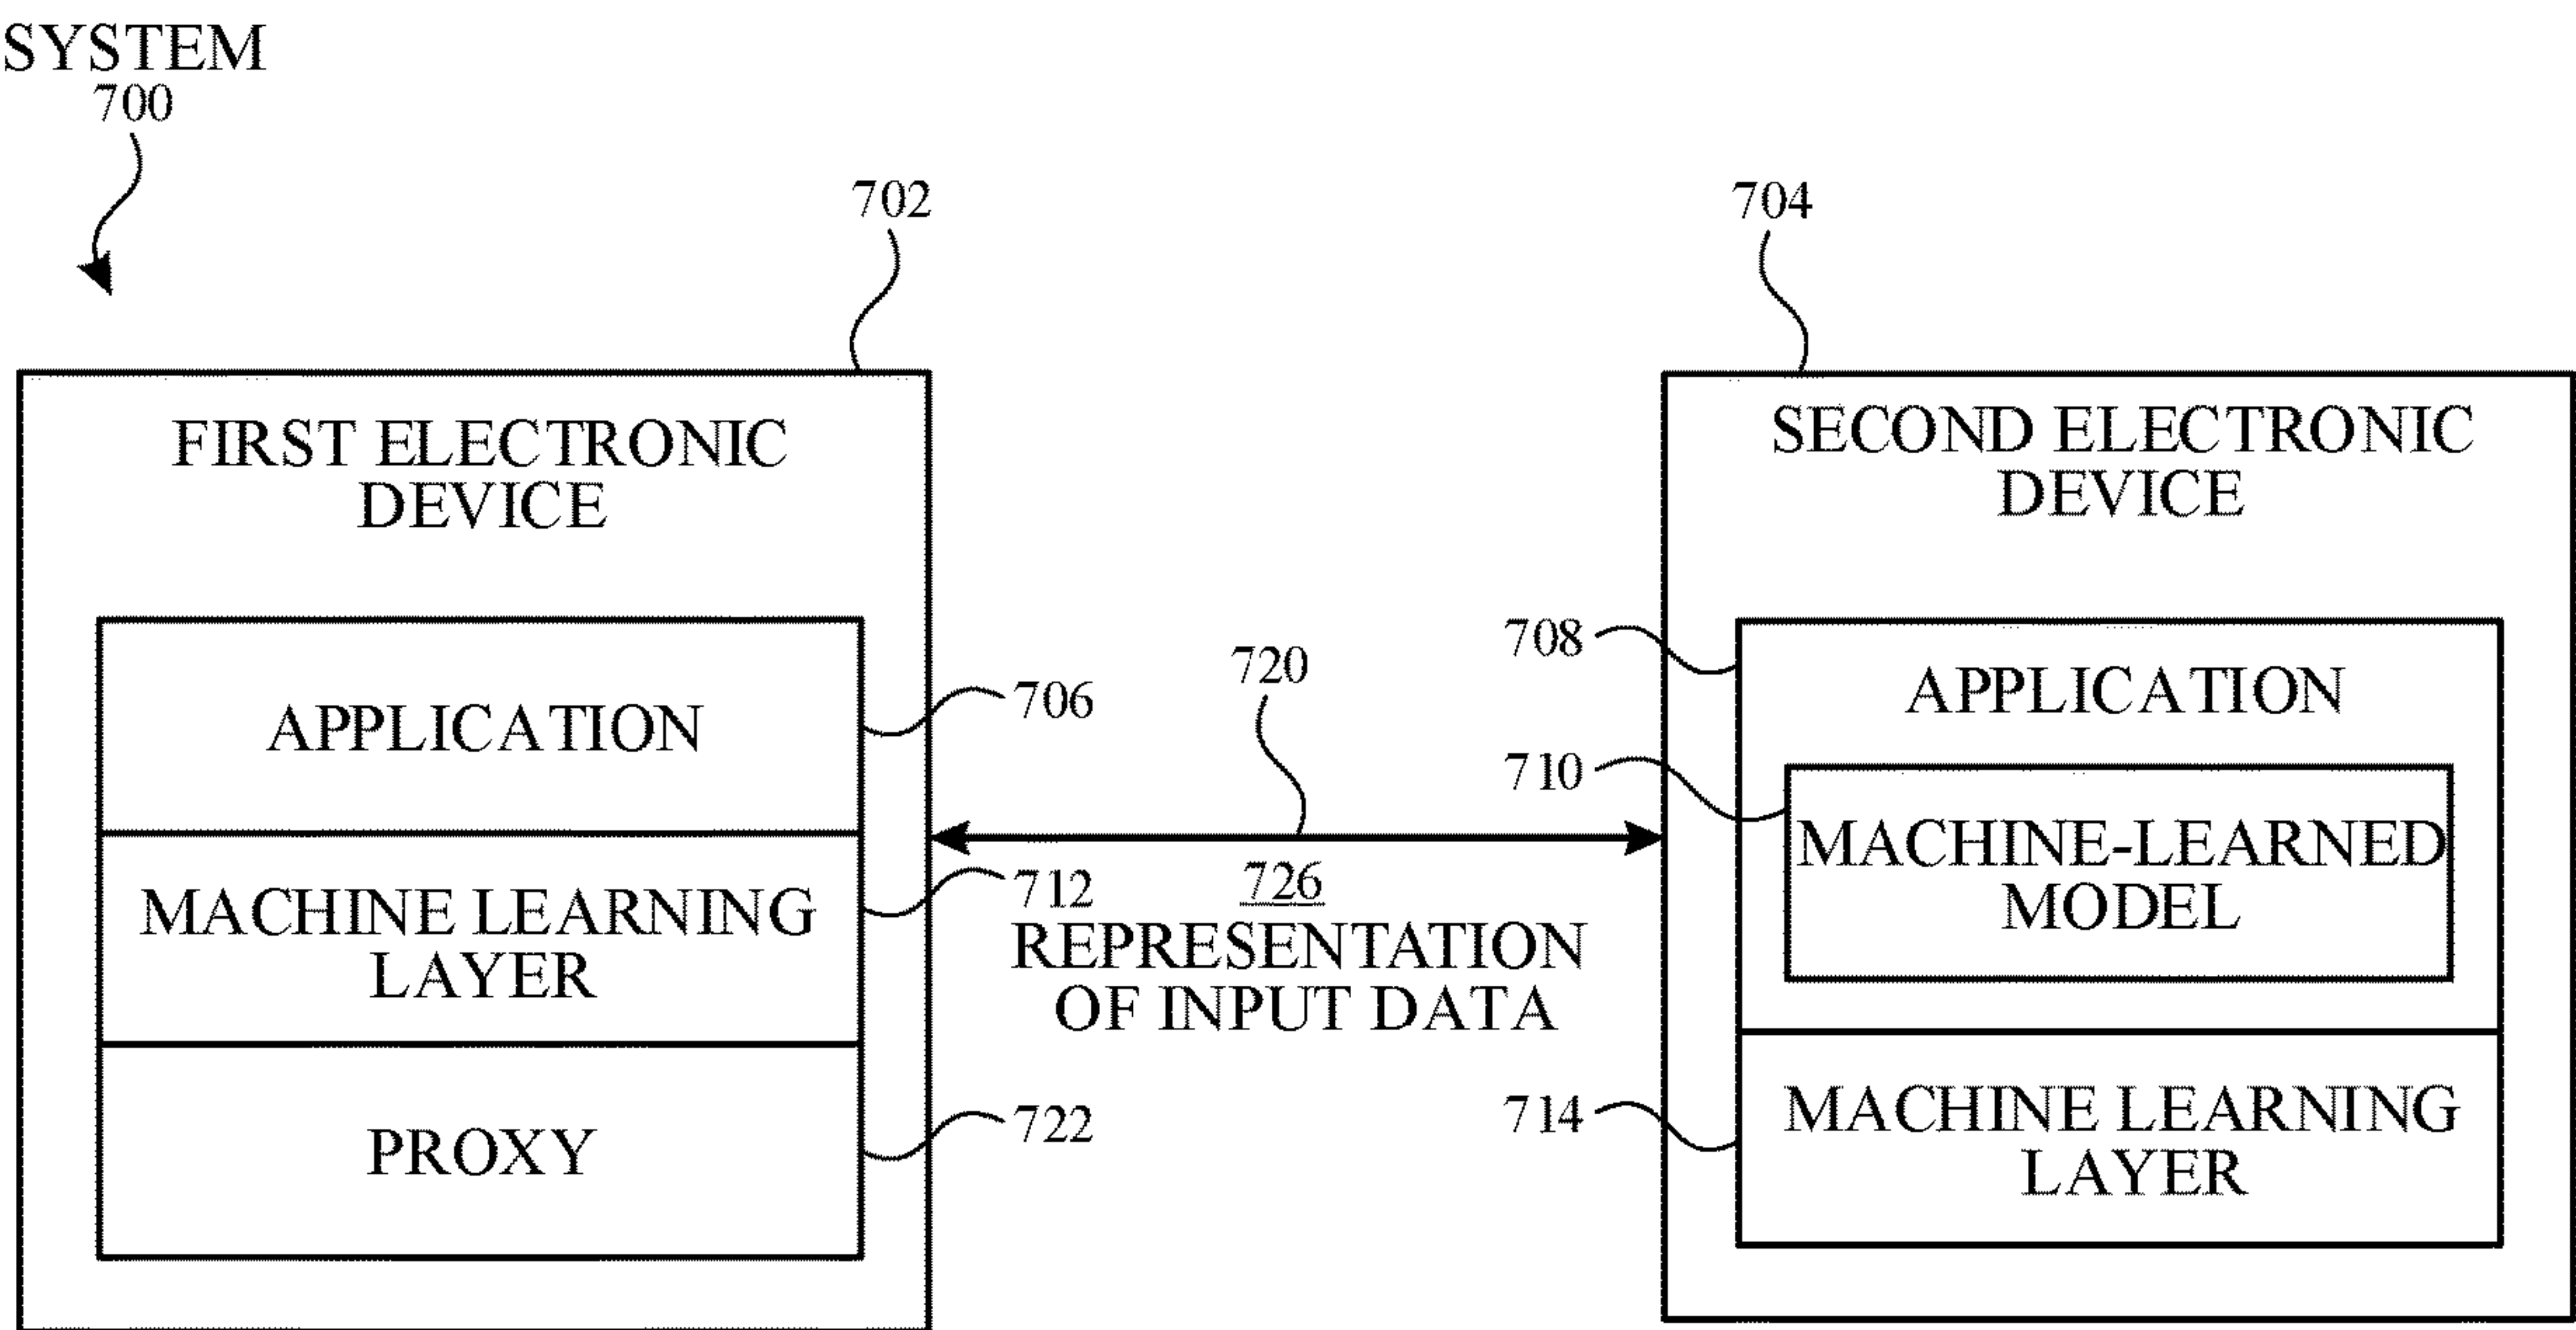 SYSTEM
700
702
704
FIRST ELECTRONIC
DEVICE
APPLICATION
706
MACHINE LEARNING
LAYER
712
PROXY
722
720
726
REPRESENTATION
OF INPUT DATA
SECOND ELECTRONIC
DEVICE
708
APPLICATION
710
MACHINE-LEARNED
MODEL
714
MACHINE LEARNING
LAYER